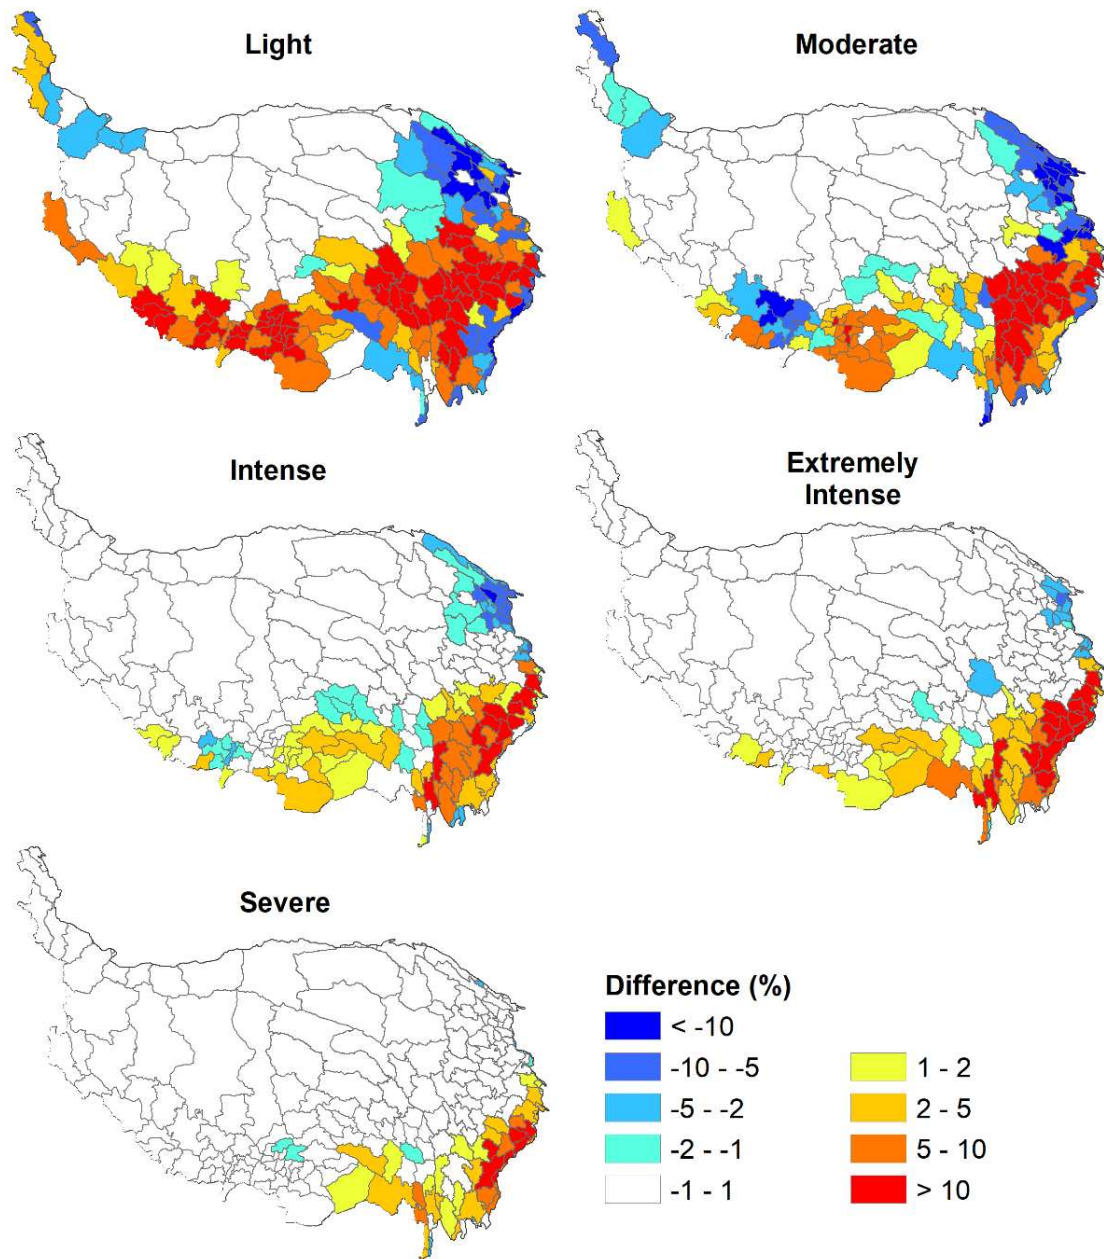 Light
Moderate
Intense
Extremely
Intense
Severe
Difference (%)
< -10
-10 - -5
1 - 2
-5 - -2
2 - 5
-2 - -1
5 - 10
-1 - 1
> 10